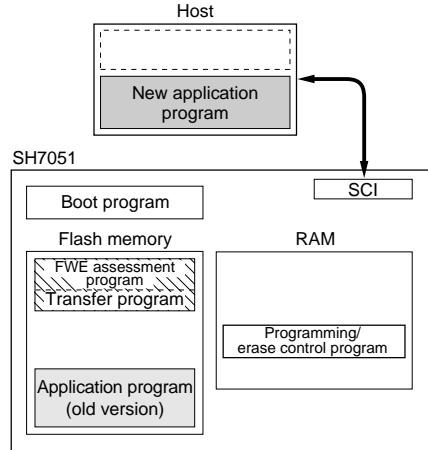 Host
New application
program
SH7051
SCI
Boot program
Flash memory
RAM
FWE assessment
program
Transfer program
Programming/
erase control program
Application program
(old version)